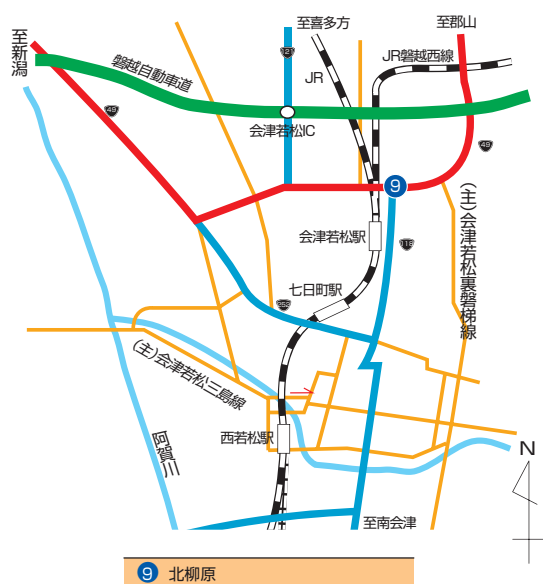 至喜多方
至郡山
至新潟
121
JR磐越西線
磐越自動車道
JR
49
会津若松IC
49
9
(主)会津若松裏磐梯線
会津若松駅
118
七日町駅
252
(主)会津若松三島線
阿賀川
西若松駅
N
至南会津
9 北柳原